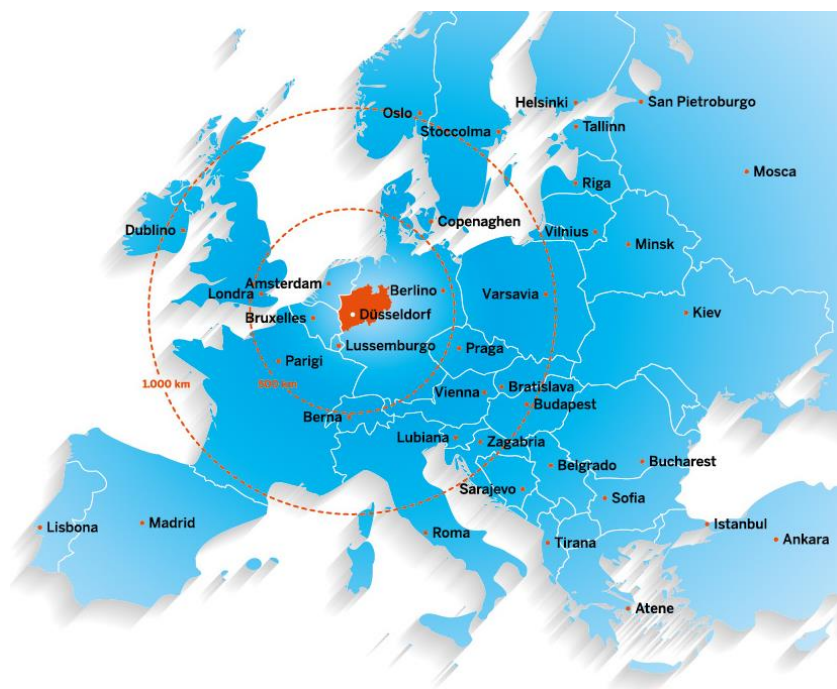 Oslo
Helsinki
San Pietroburgo
Stoccolma
Tallinn
Mosca
Riga
Dublino
Copenaghen
Vilnius
Minsk
Amsterdam
Londra
Berlino
Varsavia
Bruxelles
Düsseldorf
Kiev
Lussemburgo
Praga
Parigi
1.000 km
500 km
Vienna
Bratislava
Budapest
Berna
Lubiana
Zagabria
Belgrado
Bucharest
Sarajevo
Sofia
Lisbona
Madrid
Roma
Tirana
Istanbul
Ankara
Atene